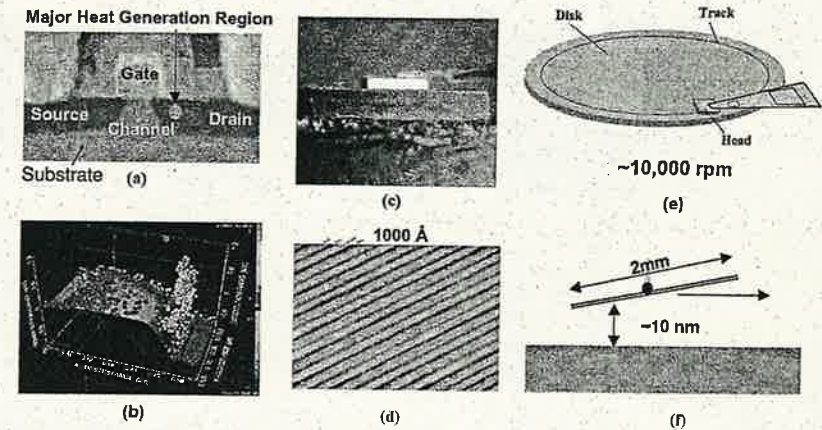 Major Heat Generation Region
Gate
Source
Channel
Drain
Substrate
(a)
(b)
(c)
1000 Å
(d)
Disk
Track
Head
~10,000 rpm
(e)
2mm
~10 nm
(f)